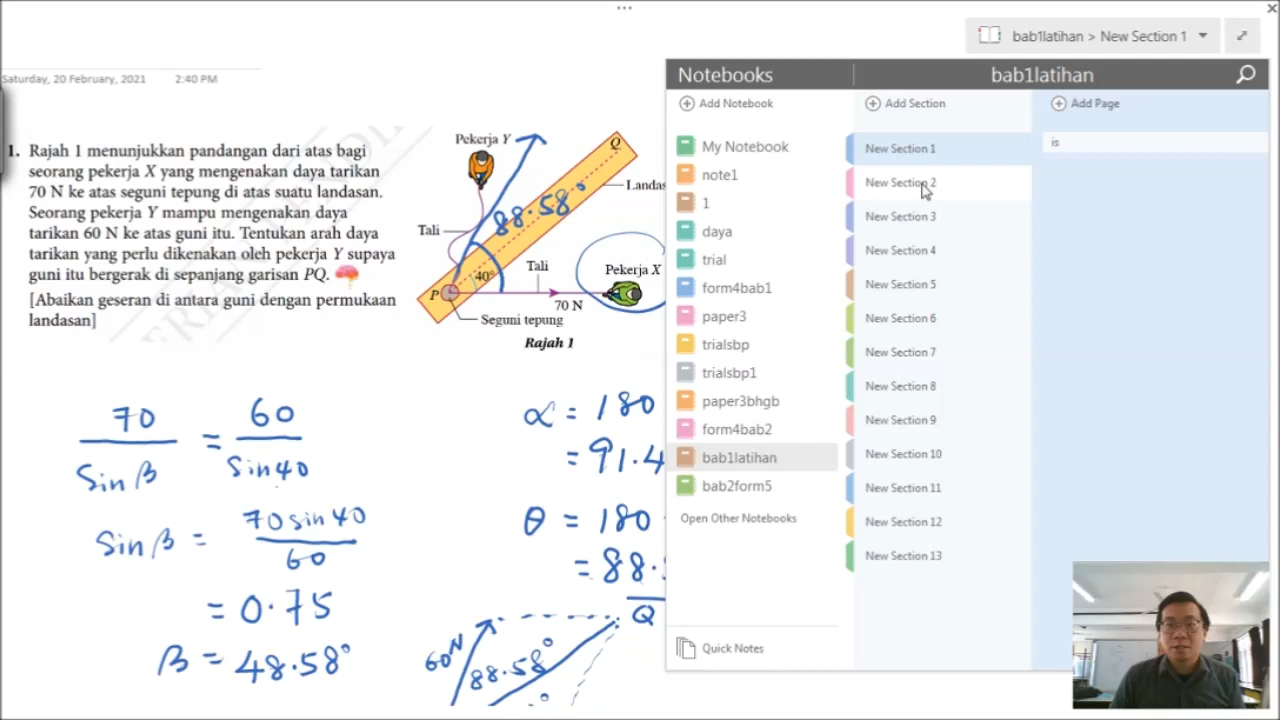 bab1latihan > New Section 1
Saturday, 20 February, 2021 2:40 PM
1. Rajah 1 menunjukkan pandangan dari atas bagi
seorang pekerja X yang mengenakan daya tarikan
70 N ke atas seguni tepung di atas suatu landasan.
Seorang pekerja Y mampu mengenakan daya
tarikan 60 N ke atas guni itu. Tentukan arah daya
tarikan yang perlu dikenakan oleh pekerja Y supaya
guni itu bergerak di sepanjang garisan PQ.
[Abaikan geseran di antara guni dengan permukaan
landasan]
Pekerja Y
Q
Landas
88.58°
Tali
Tali
40°
Pekerja X
P
70 N
Seguni tepung
Rajah 1
70 / Sin β = 60 / Sin 40
Sin β = 70 sin 40 / 60
= 0.75
β = 48.58°
α = 180
= 91.4
θ = 180
= 88.
Q
60N
88.58°
Notebooks
bab1latihan
Add Notebook
Add Section
Add Page
My Notebook
note1
1
daya
trial
form4bab1
paper3
trialsbp
trialsbp1
paper3bhgb
form4bab2
bab1latihan
bab2form5
Open Other Notebooks
Quick Notes
New Section 1
New Section 2
New Section 3
New Section 4
New Section 5
New Section 6
New Section 7
New Section 8
New Section 9
New Section 10
New Section 11
New Section 12
New Section 13
is